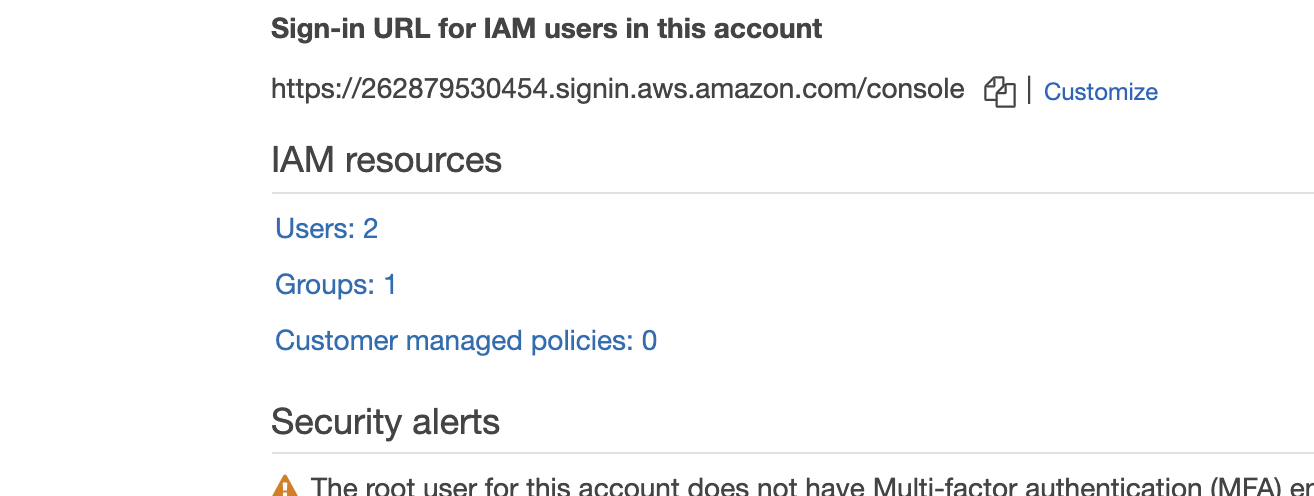 Sign-in URL for IAM users in this account
https://262879530454.signin.aws.amazon.com/console | Customize
IAM resources
Users: 2
Groups: 1
Customer managed policies: 0
Security alerts
The root user for this account does not have Multi-factor authentication (MFA)